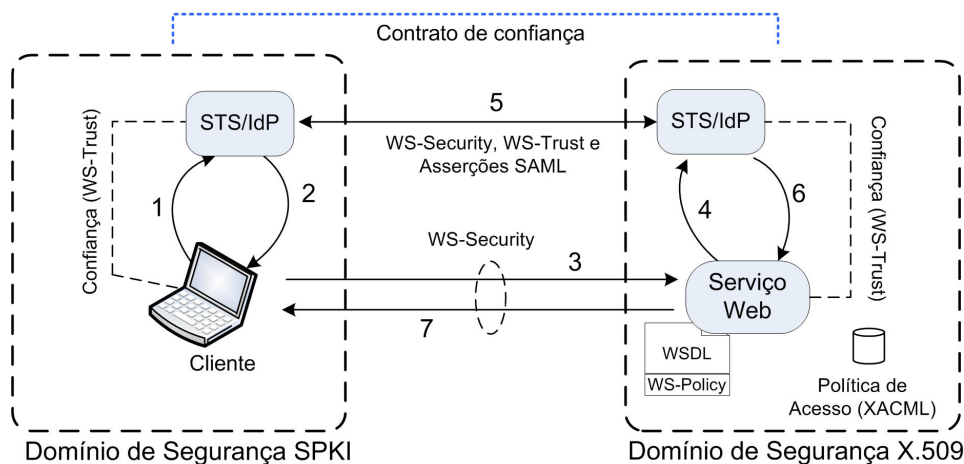 Contrato de confiança
STS/IdP
5
STS/IdP
WS-Security, WS-Trust e
Asserções SAML
Confiança (WS-Trust)
1
2
4
6
Confiança (WS-Trust)
WS-Security
3
Serviço
Web
7
Cliente
WSDL
WS-Policy
Política de
Acesso (XACML)
Domínio de Segurança SPKI
Domínio de Segurança X.509